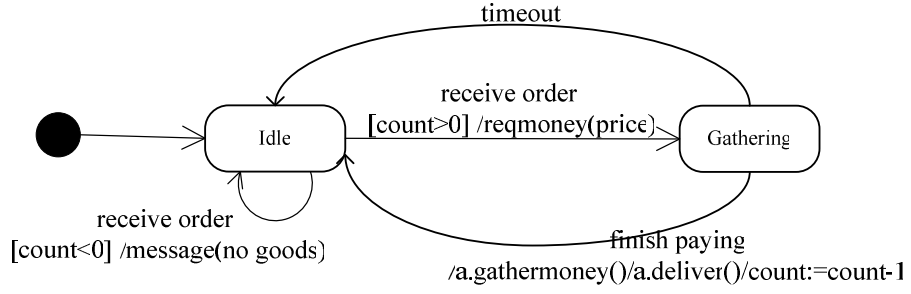 timeout
receive order
[count>0] /reqmoney(price)
Idle
Gathering
receive order
[count<0] /message(no goods)
finish paying
/a.gathermoney()/a.deliver()/count:=count-1